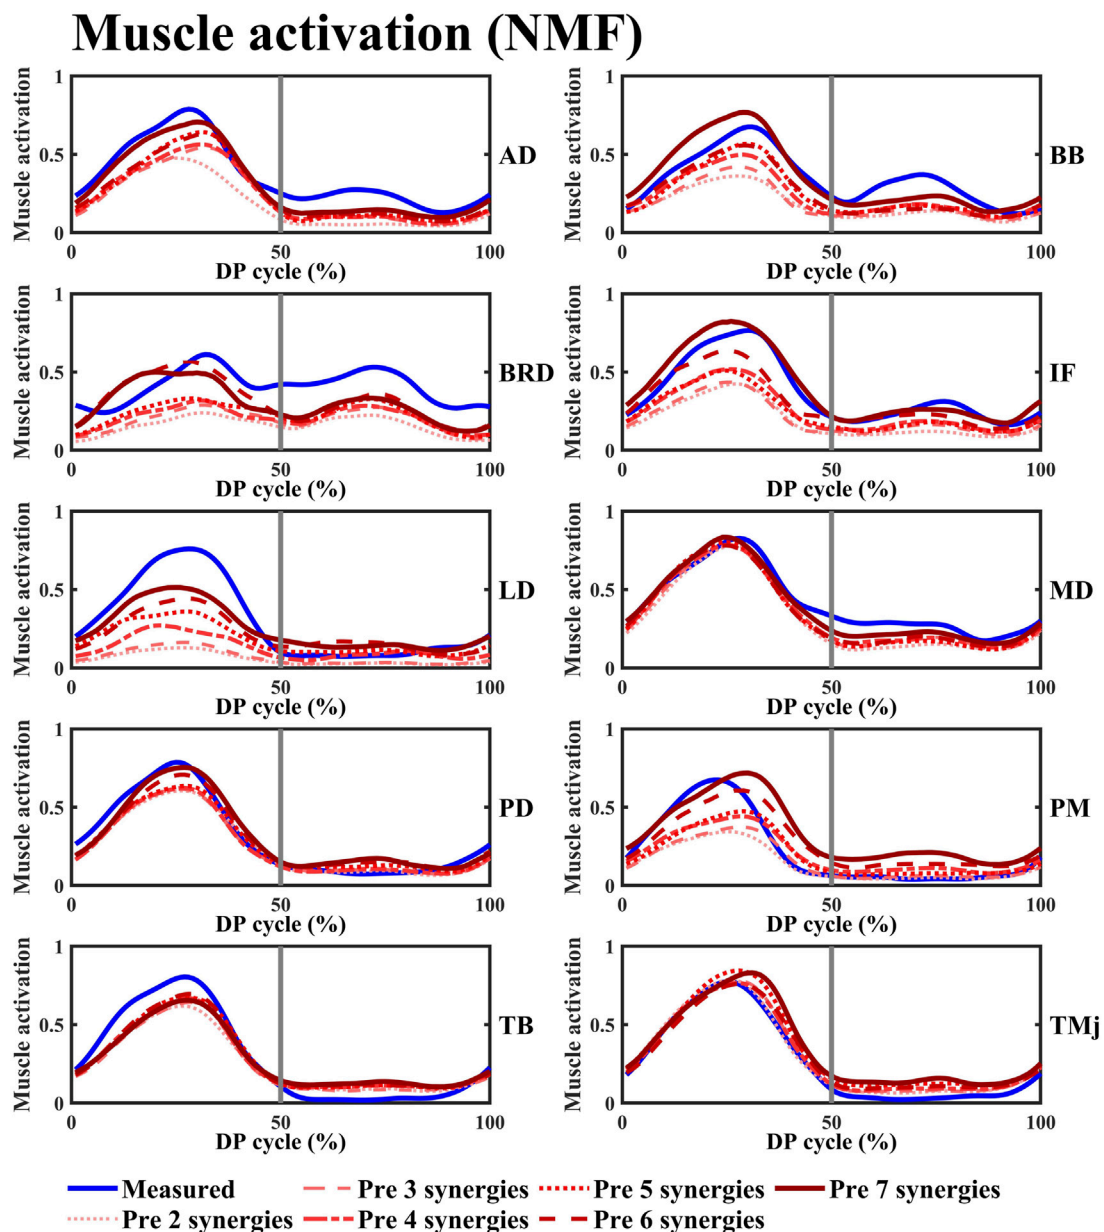 Muscle activation (NMF)
Muscle activation
1
0.5
0
0
50
100
DP cycle (%)
AD
Muscle activation
1
0.5
0
0
50
100
DP cycle (%)
BB
Muscle activation
1
0.5
0
0
50
100
DP cycle (%)
BRD
Muscle activation
1
0.5
0
0
50
100
DP cycle (%)
IF
Muscle activation
1
0.5
0
0
50
100
DP cycle (%)
LD
Muscle activation
1
0.5
0
0
50
100
DP cycle (%)
MD
Muscle activation
1
0.5
0
0
50
100
DP cycle (%)
PD
Muscle activation
1
0.5
0
0
50
100
DP cycle (%)
PM
Muscle activation
1
0.5
0
0
50
100
DP cycle (%)
TB
Muscle activation
1
0.5
0
0
50
100
DP cycle (%)
TMj
Measured
Pre 3 synergies
Pre 5 synergies
Pre 7 synergies
Pre 2 synergies
Pre 4 synergies
Pre 6 synergies